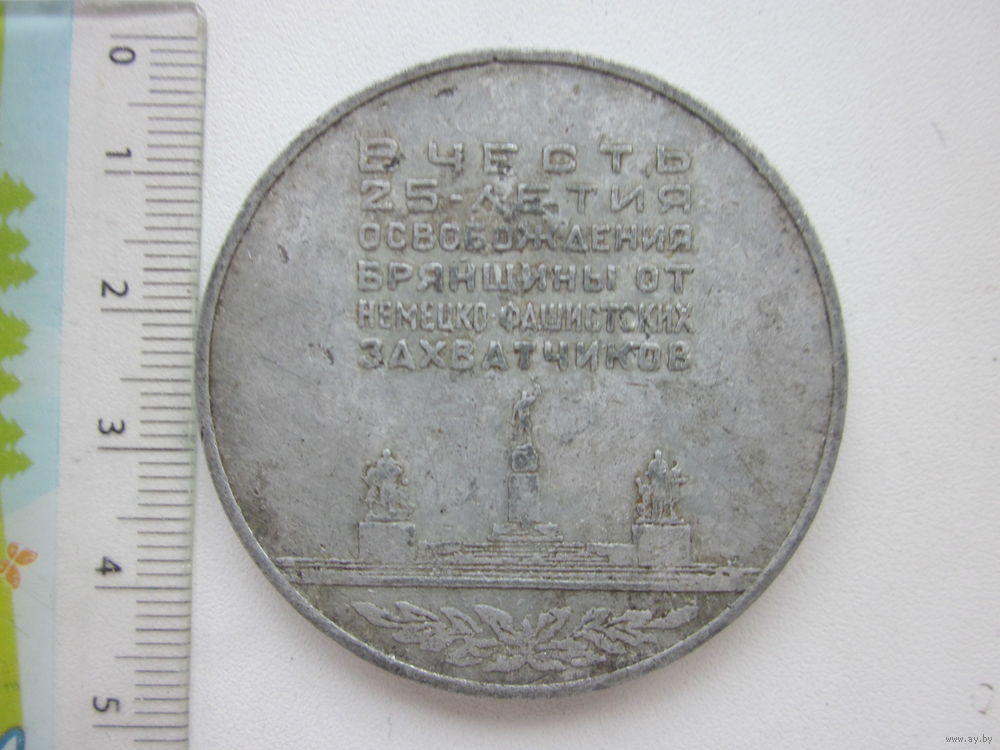 В ЧЕСТЬ
25-ЛЕТИЯ
ОСВОБОЖДЕНИЯ
БРЯНЩИНЫ ОТ
НЕМЕЦКО-ФАШИСТСКИХ
ЗАХВАТЧИКОВ
0
1
2
3
4
5
www.ay.by